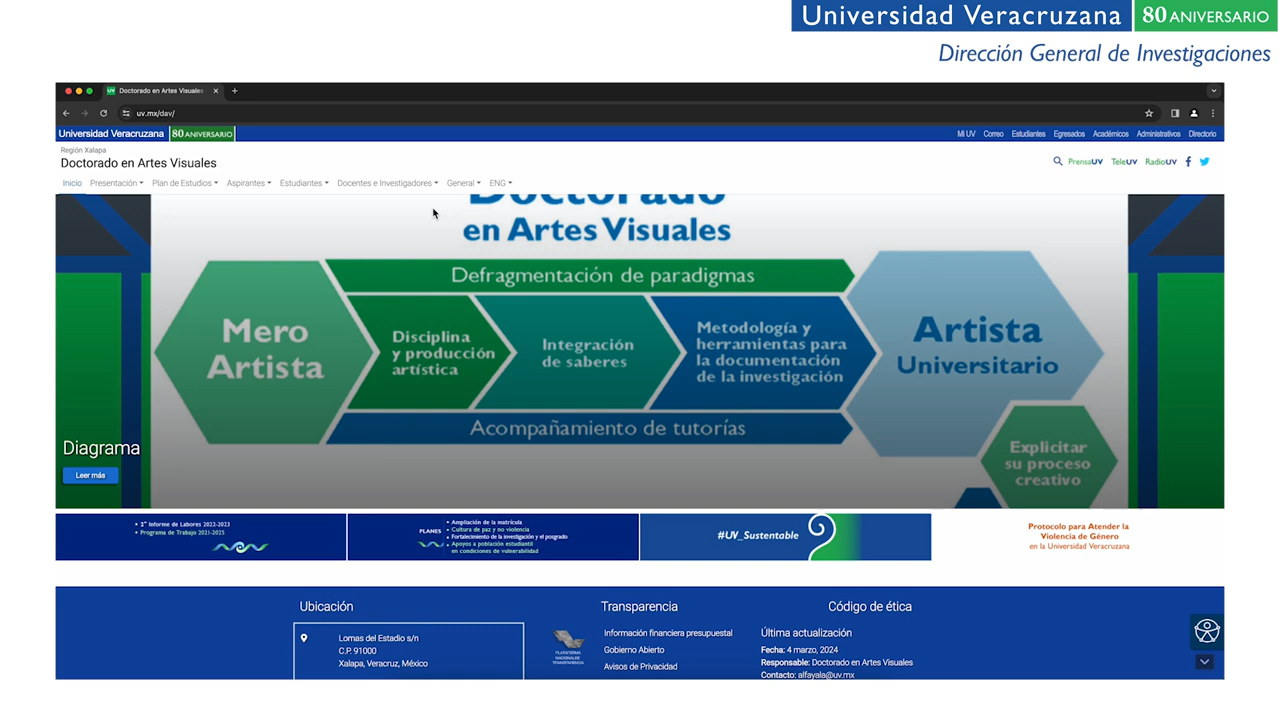 Universidad Veracruzana 80 ANIVERSARIO
Dirección General de Investigaciones
Doctorado en Artes Visuales
uv.mx/dav/
Universidad Veracruzana 80 ANIVERSARIO
Mi UV Correo Estudiantes Egresados Académicos Administrativos Directorio
Región Xalapa
Doctorado en Artes Visuales
PrensaUV TeleUV RadioUV
Inicio Presentación Plan de Estudios Aspirantes Estudiantes Docentes e Investigadores General ENG
Doctorado
en Artes Visuales
Defragmentación de paradigmas
Mero
Artista
Disciplina
y producción
artística
Integración
de saberes
Metodología y
herramientas para
la documentación
de la investigación
Artista
Universitario
Acompañamiento de tutorías
Explicitar
su proceso
creativo
Diagrama
Leer más
• 2° Informe de Labores 2022-2023
• Programa de Trabajo 2021-2025
PLANES
• Ampliación de la matrícula
• Cultura de paz y no violencia
• Fortalecimiento de la investigación y el posgrado
• Apoyos a población estudiantil
en condiciones de vulnerabilidad
#UV_Sustentable
Protocolo para Atender la
Violencia de Género
en la Universidad Veracruzana
Ubicación
Lomas del Estadio s/n
C.P. 91000
Xalapa, Veracruz, México
Transparencia
PLATAFORMA
NACIONAL DE
TRANSPARENCIA
Información financiera presupuestal
Gobierno Abierto
Avisos de Privacidad
Código de ética
Última actualización
Fecha: 4 marzo, 2024
Responsable: Doctorado en Artes Visuales
Contacto: alfayala@uv.mx